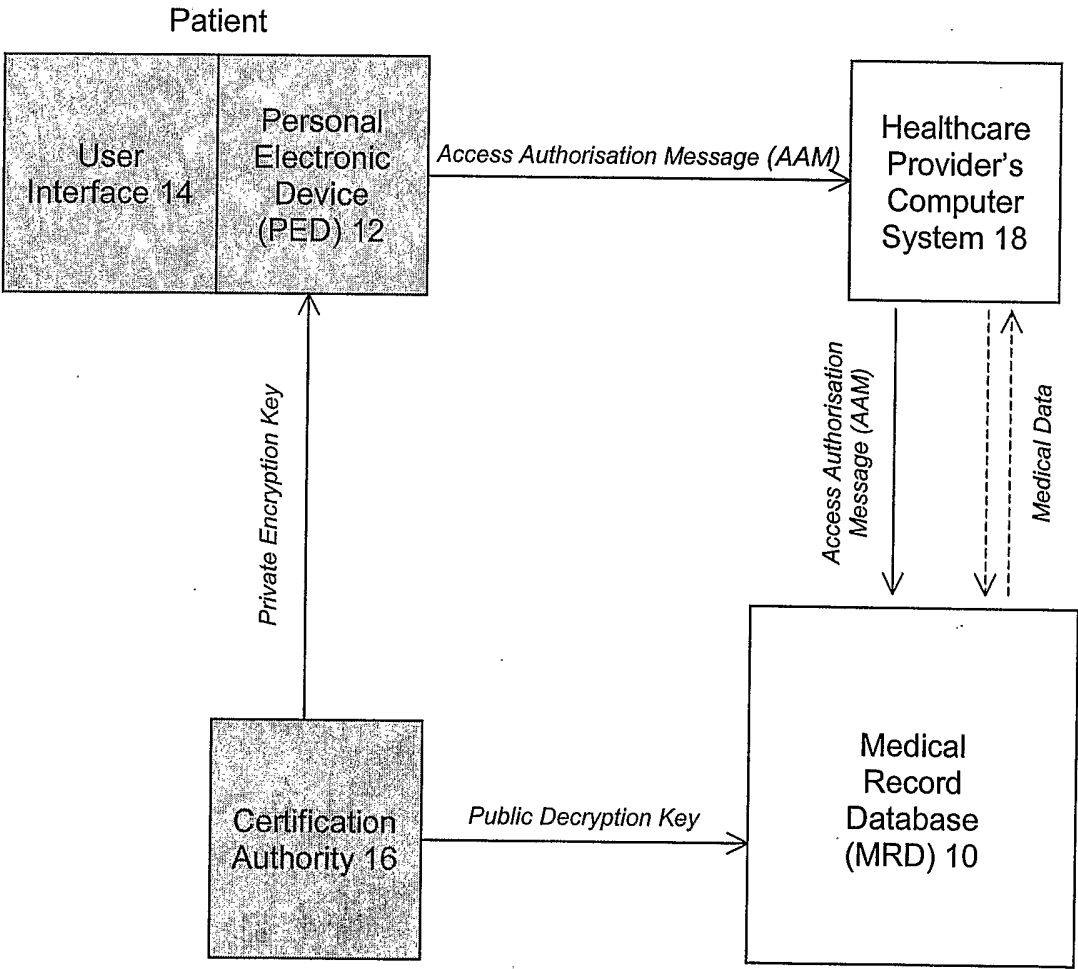 Patient
User
Interface 14
Personal
Electronic
Device
(PED) 12
Access Authorisation Message (AAM)
Healthcare
Provider's
Computer
System 18
Private Encryption Key
Access Authorisation
Message (AAM)
Medical Data
Certification
Authority 16
Public Decryption Key
Medical
Record
Database
(MRD) 10